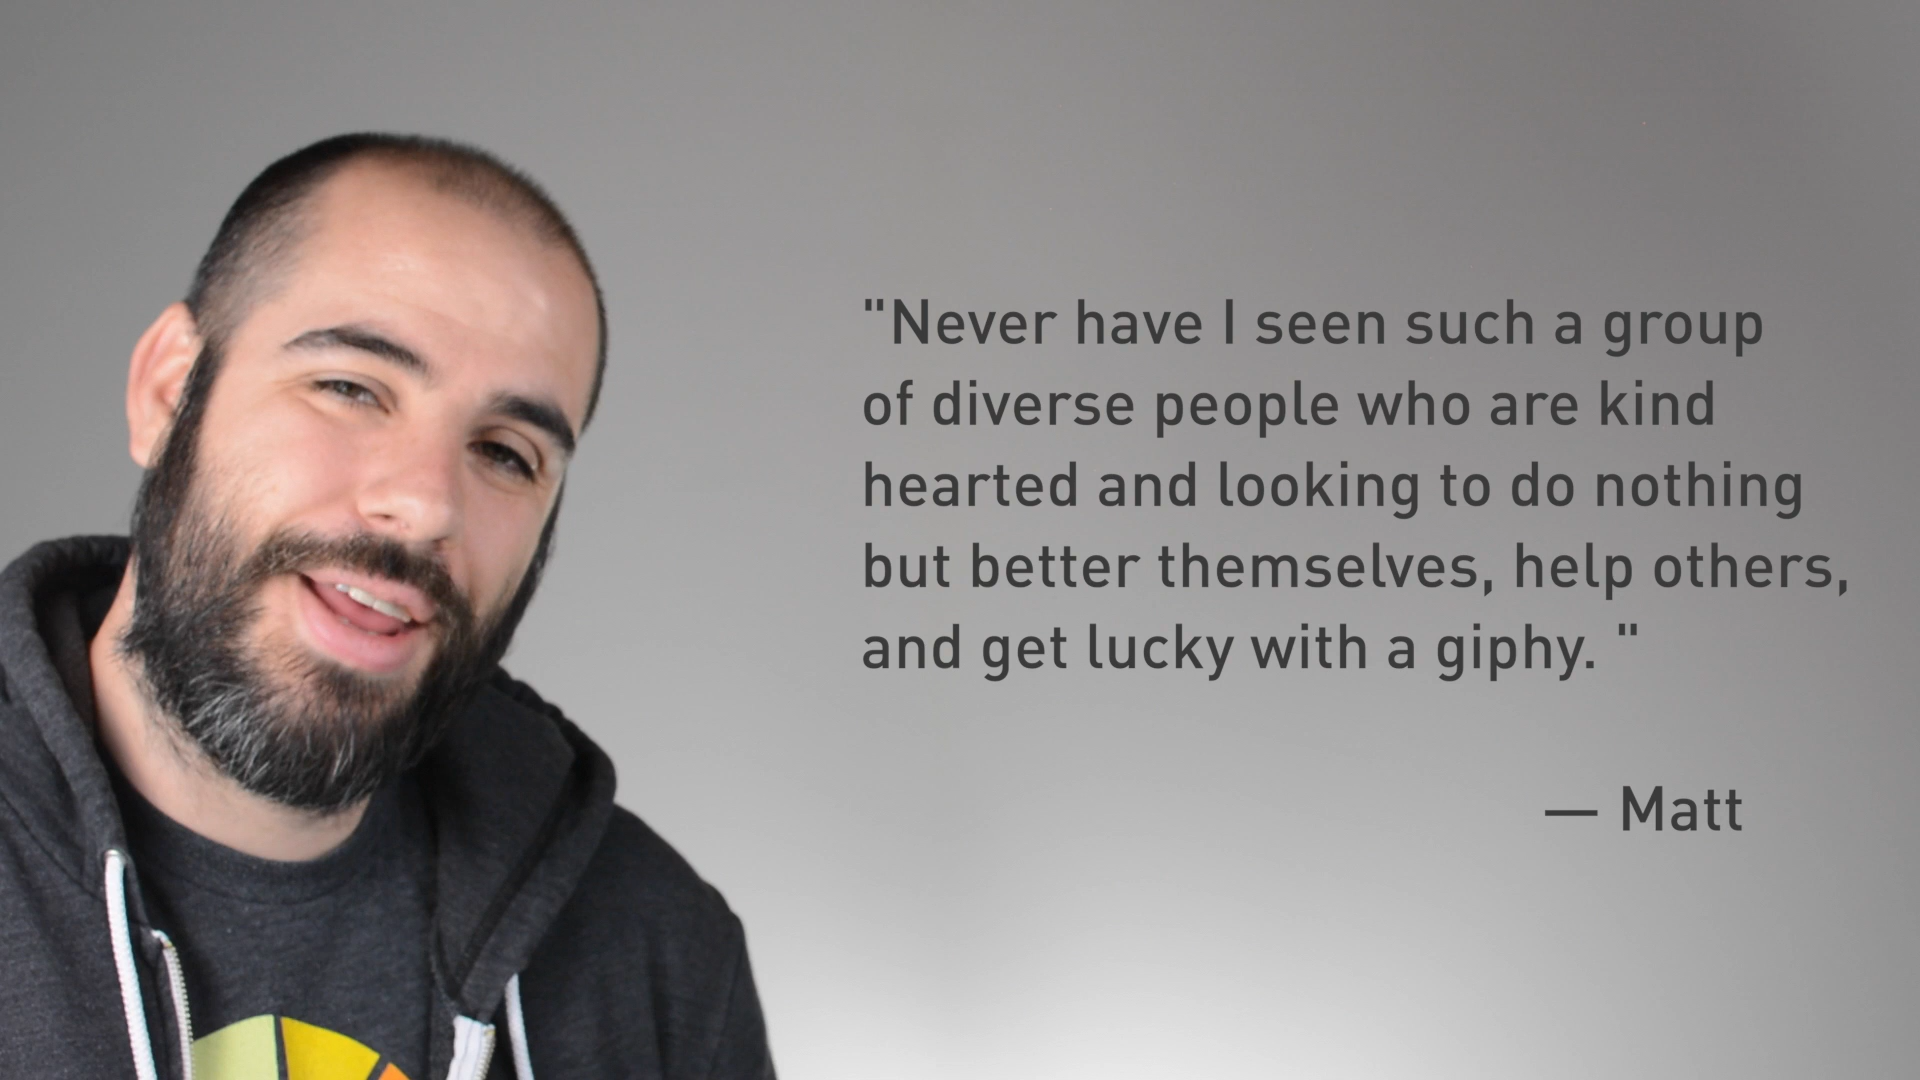 "Never have I seen such a group
of diverse people who are kind
hearted and looking to do nothing
but better themselves, help others,
and get lucky with a giphy. "
— Matt